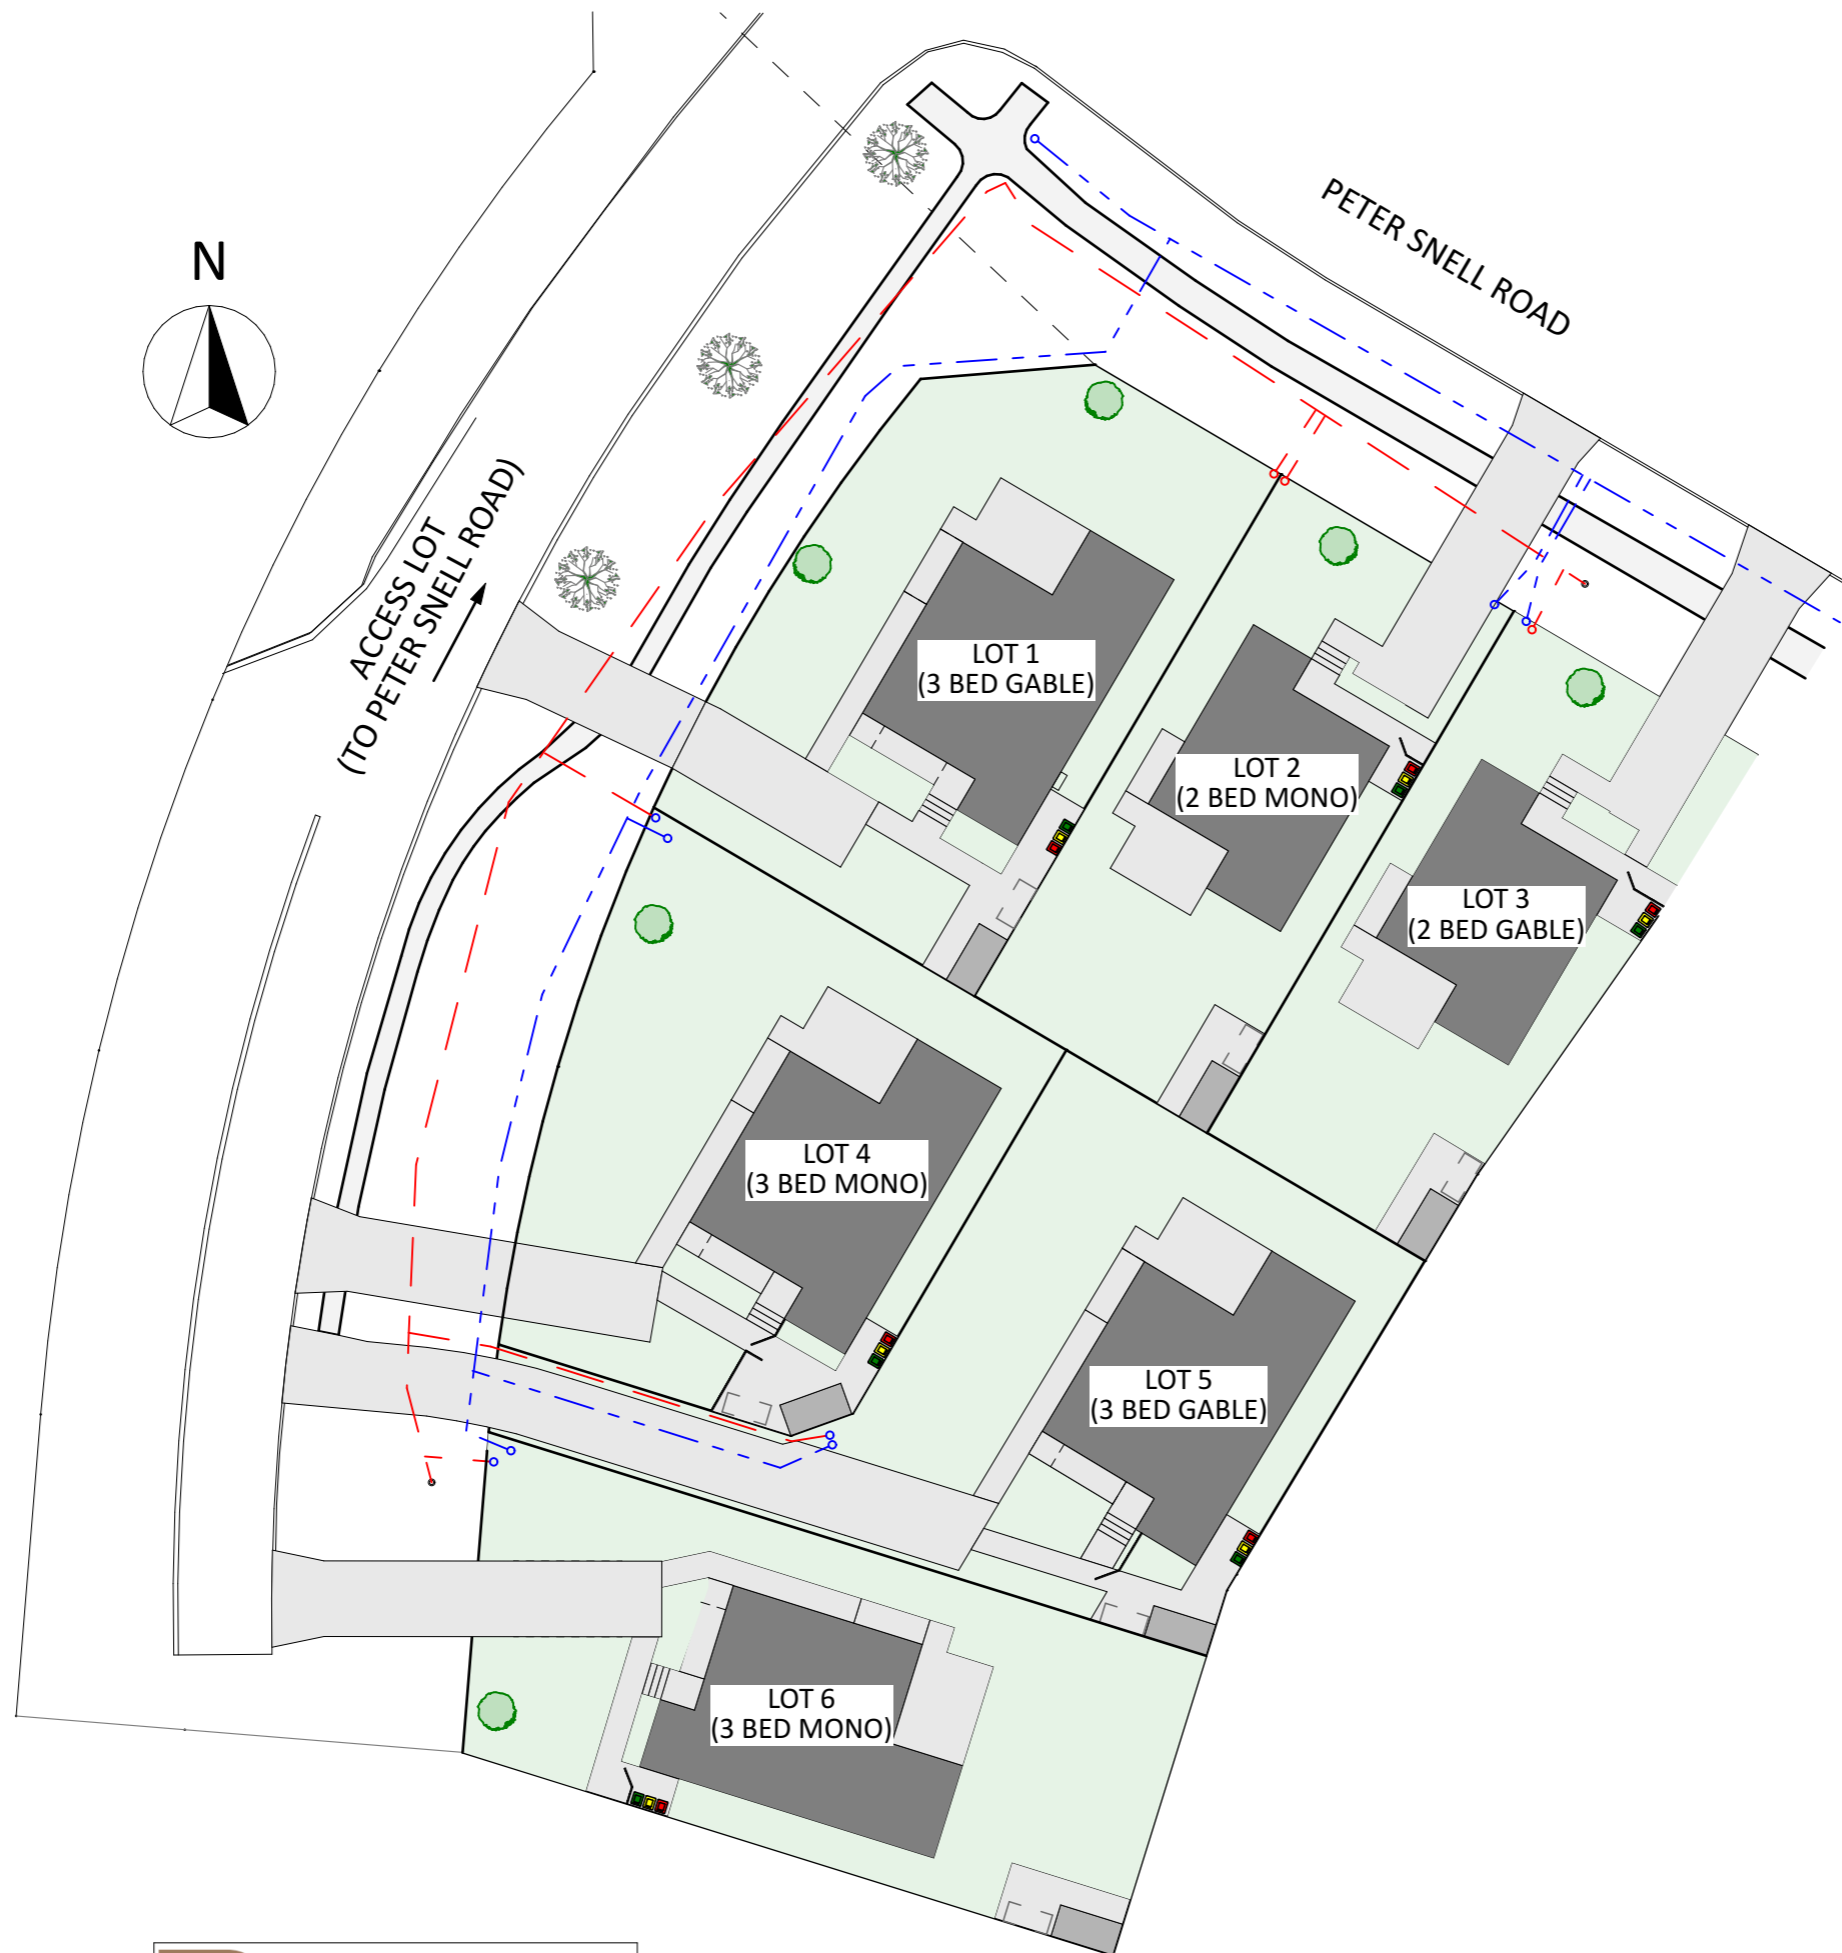 PETER SNELL ROAD
N
ACCESS LOT
(TO PETER SNELL ROAD)
LOT 1
(3 BED GABLE)
LOT 2
(2 BED MONO)
LOT 3
(2 BED GABLE)
LOT 4
(3 BED MONO)
LOT 5
(3 BED GABLE)
LOT 6
(3 BED MONO)